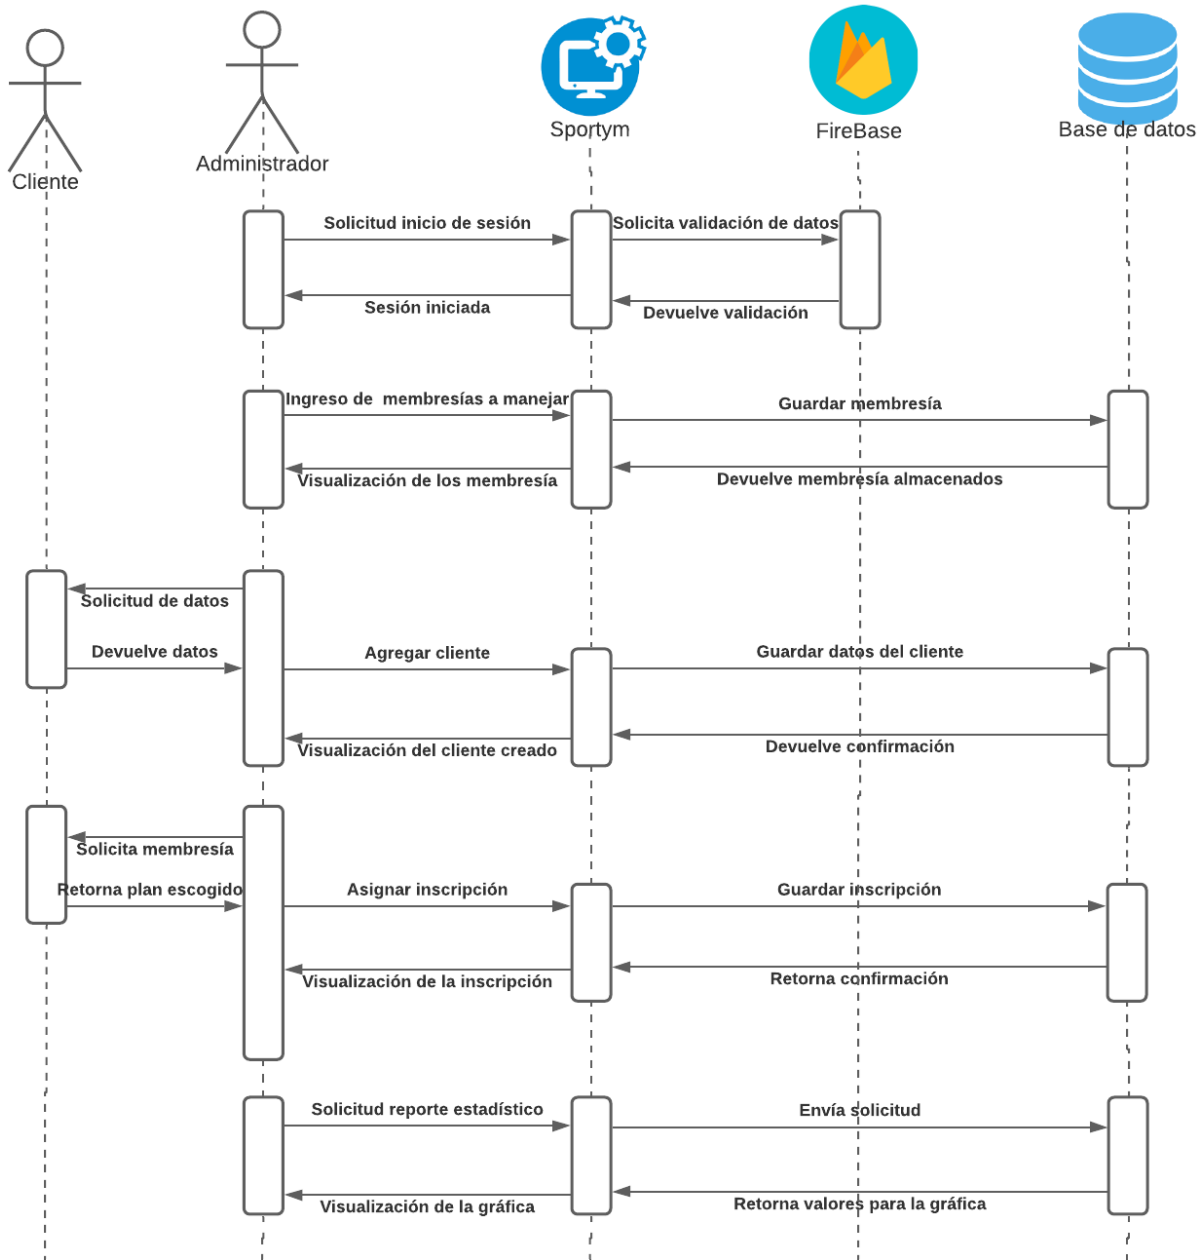 Sportym
FireBase
Base de datos
Administrador
Cliente
Solicitud inicio de sesión
Solicita validación de datos
Sesión iniciada
Devuelve validación
Ingreso de  membresías a manejar
Guardar membresía
Visualización de los membresía
Devuelve membresía almacenados
Solicitud de datos
Devuelve datos
Agregar cliente
Guardar datos del cliente
Visualización del cliente creado
Devuelve confirmación
Solicita membresía
Retorna plan escogido
Asignar inscripción
Guardar inscripción
Visualización de la inscripción
Retorna confirmación
Solicitud reporte estadístico
Envía solicitud
Visualización de la gráfica
Retorna valores para la gráfica